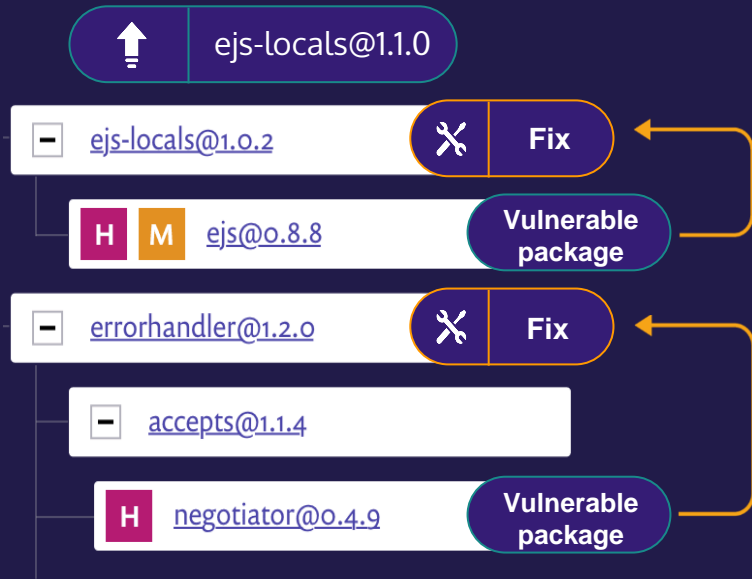 ejs-locals@1.1.0
ejs-locals@1.0.2
Fix
H M ejs@0.8.8
Vulnerable
package
errorhandler@1.2.0
Fix
accepts@1.1.4
H negotiator@0.4.9
Vulnerable
package